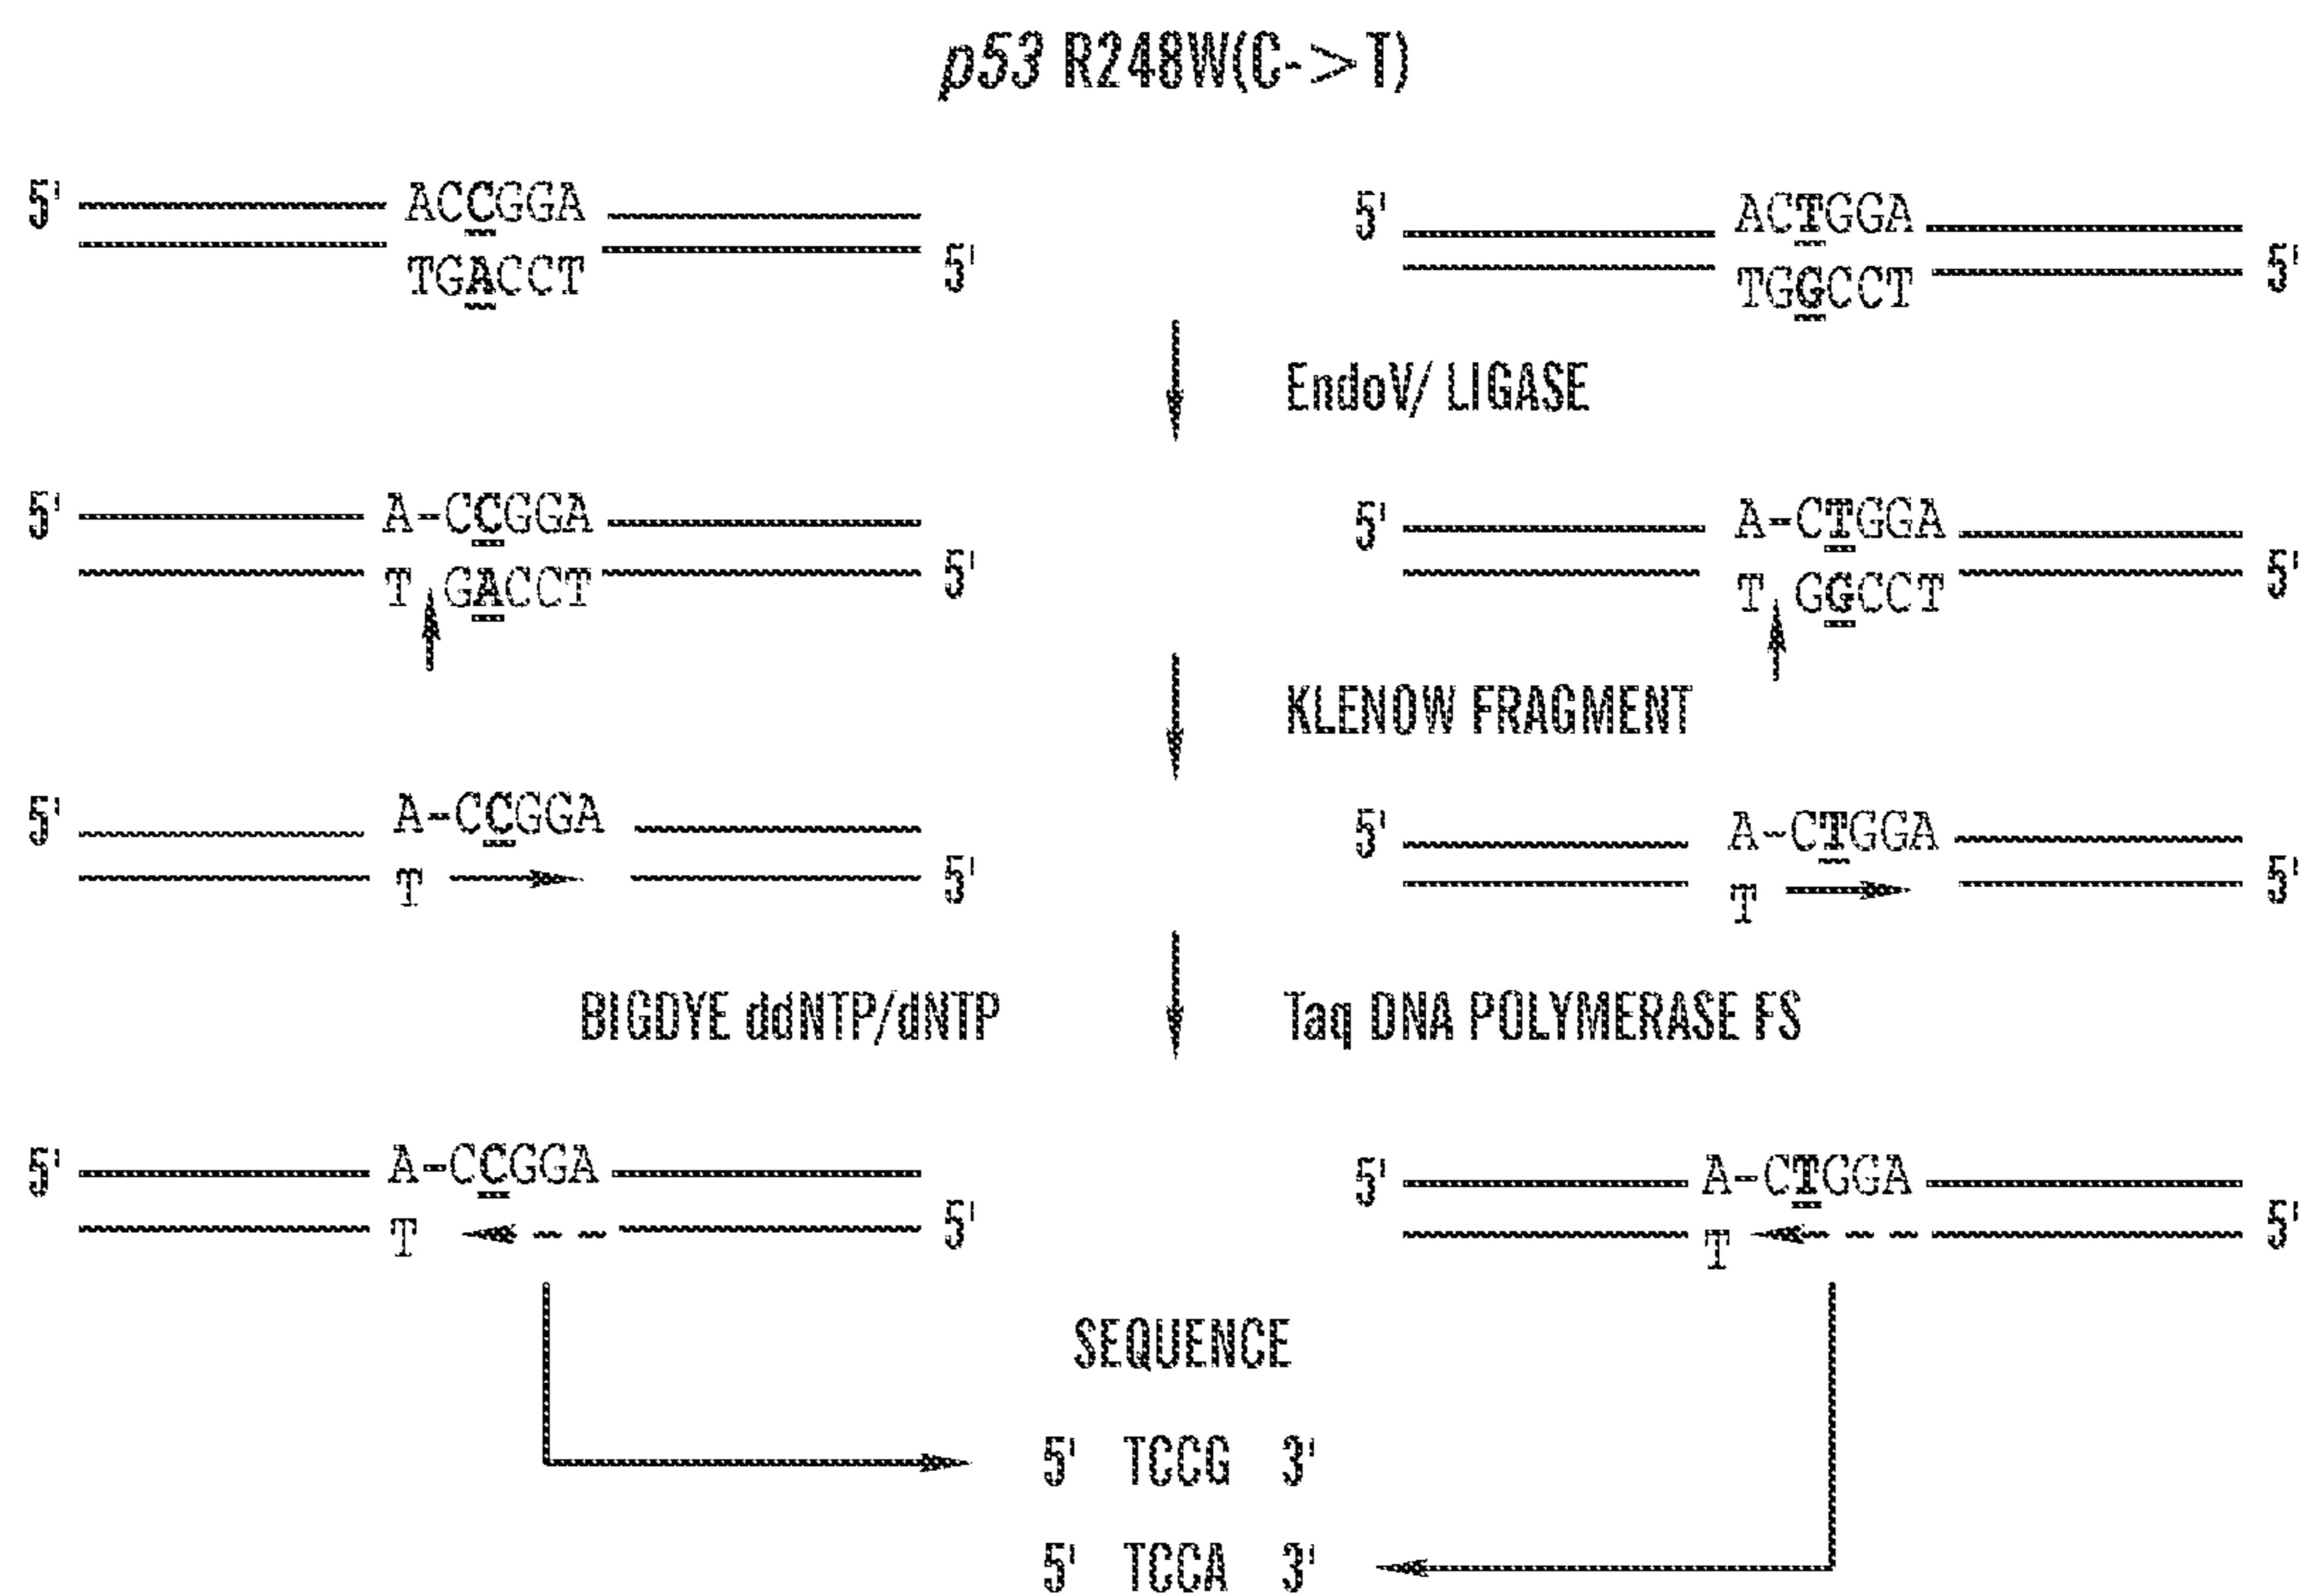 p53 R248W(C->T)
5' ACCGGA 5' ACTGGA
TGACCT 5' TGGCCT 5'
EndoV/ LIGASE
5' A-CCGGA 5' A-CTGGA
T GACCT 5' T GGCCT 5'
KLENOW FRAGMENT
5' A-CCGGA 5' A-CTGGA
T 5' T 5'
BIGDYE ddNTP/dNTP Taq DNA POLYMERASE FS
5' A-CCGGA 5' A-CTGGA
T 5' T 5'
SEQUENCE
5' TCCG 3'
5' TCCA 3'